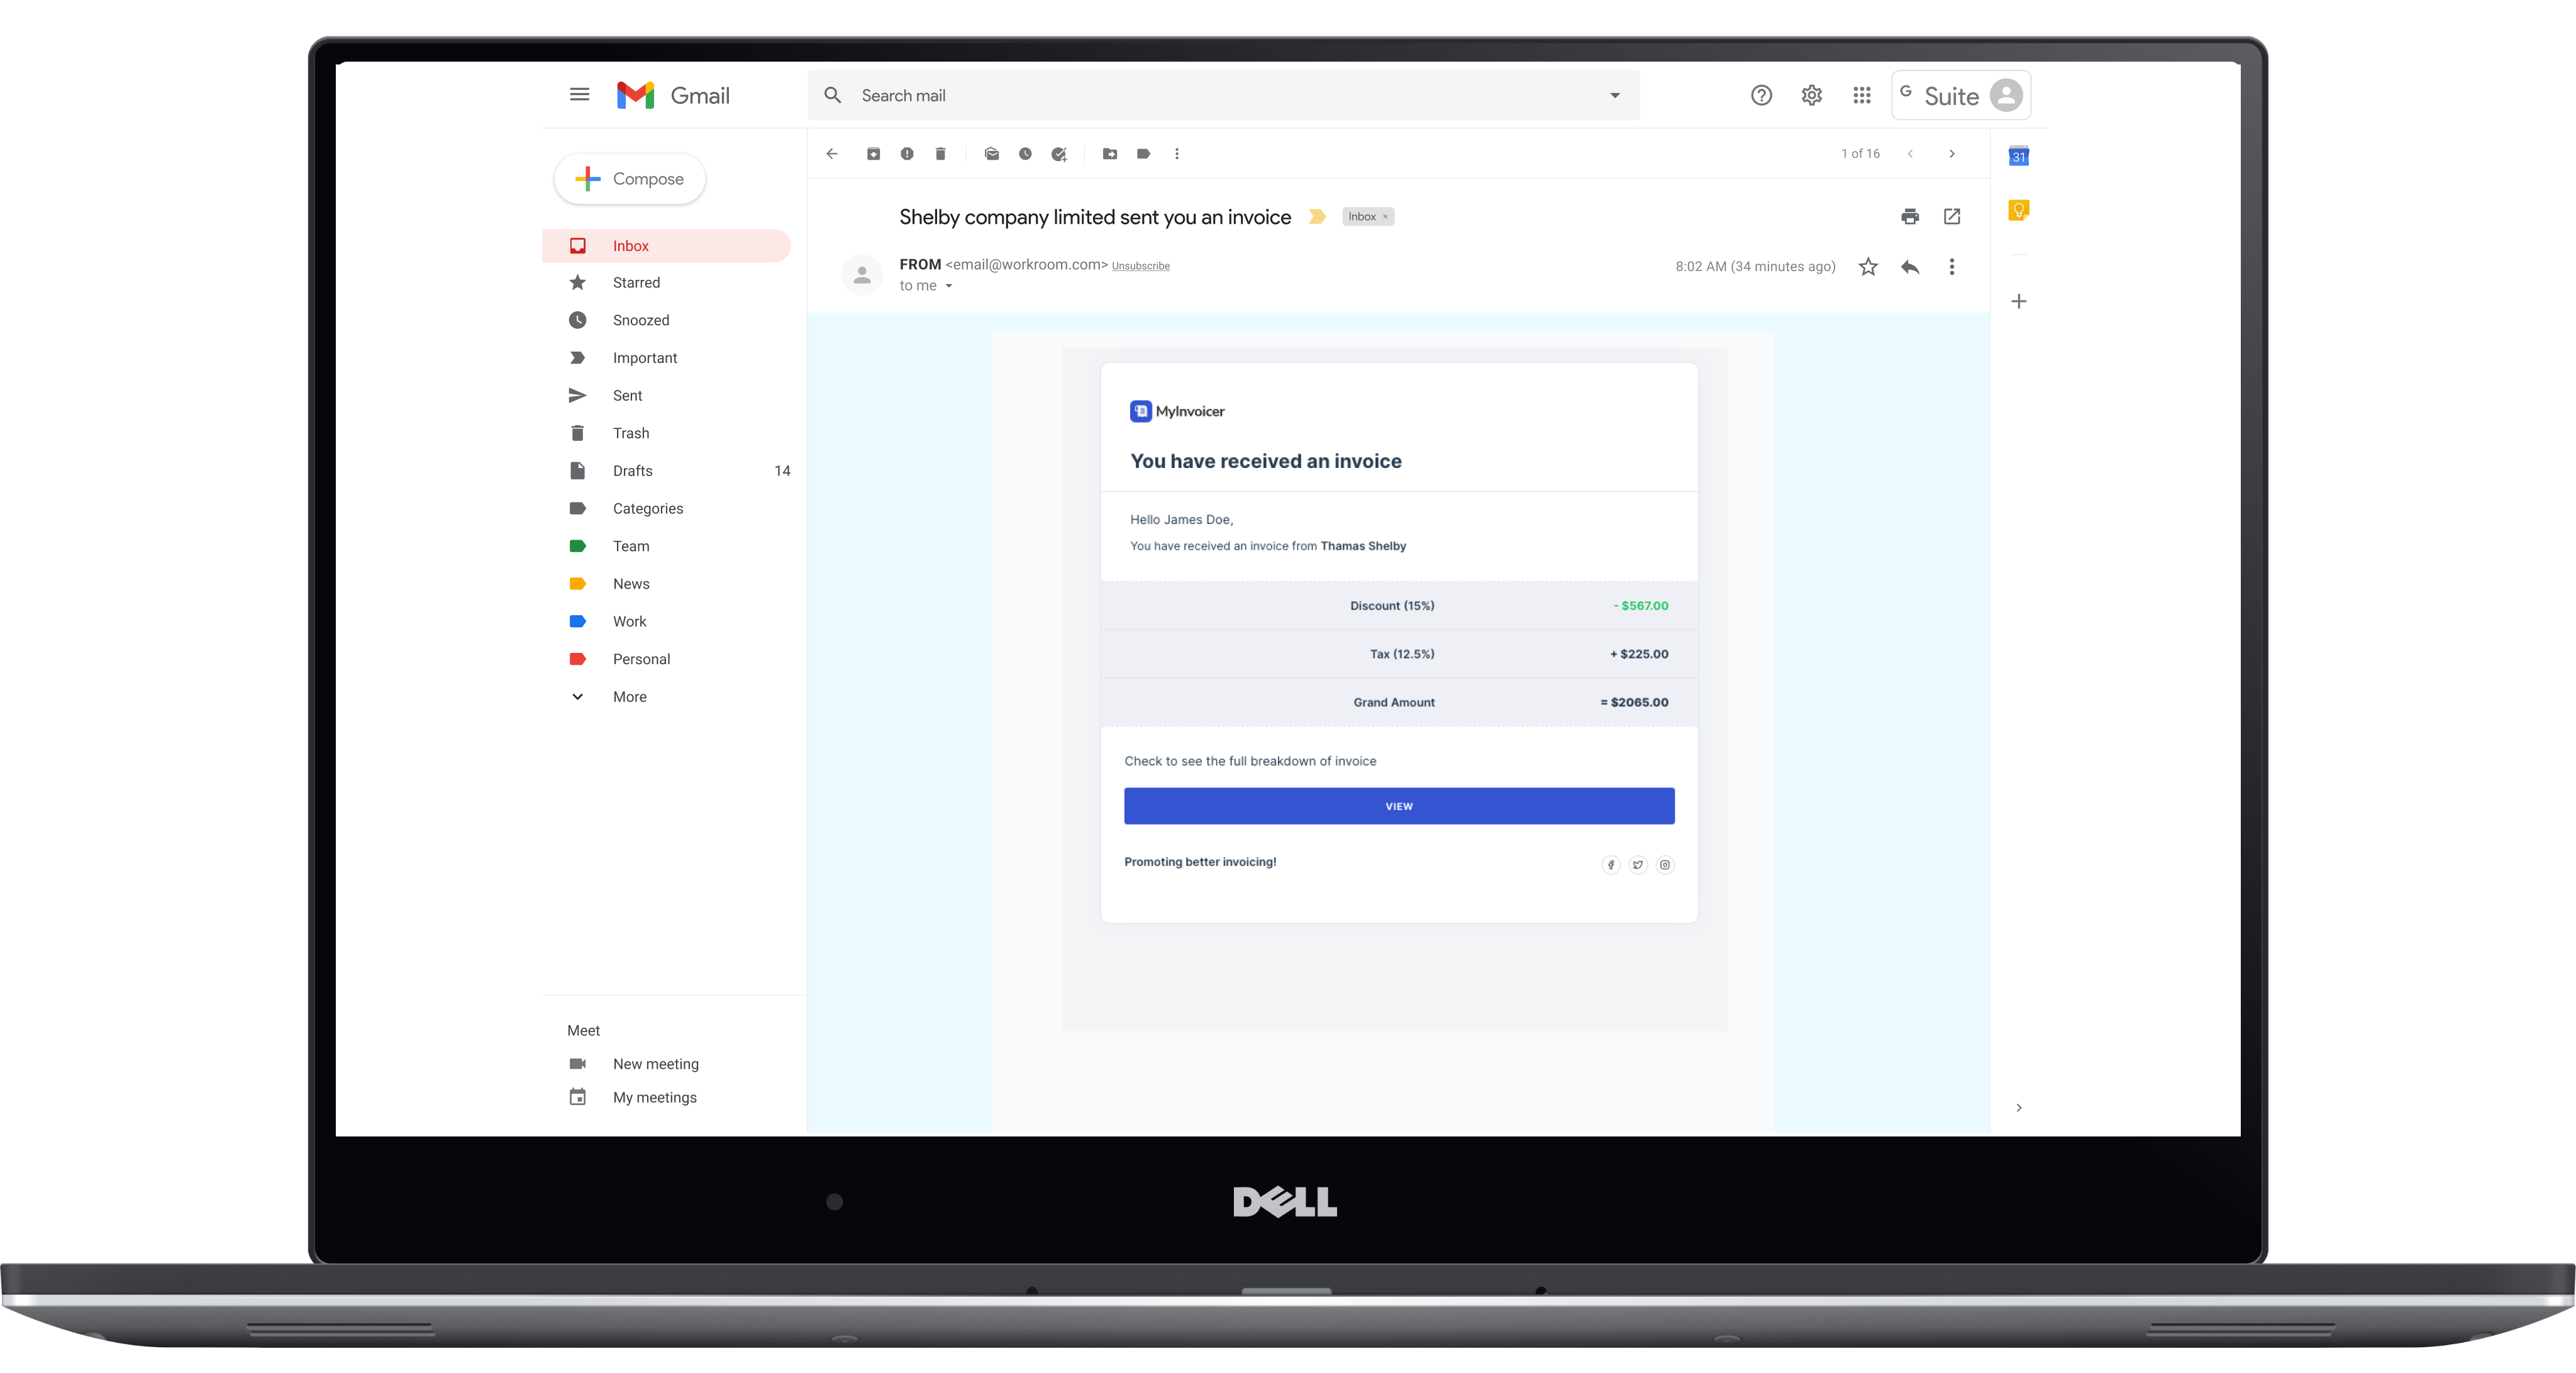 Gmail
Search mail
G Suite
Compose
1 of 16
31
Shelby company limited sent you an invoice
Inbox ×
Inbox
FROM <email@workroom.com> Unsubscribe
8:02 AM (34 minutes ago)
to me
Starred
Snoozed
Important
Sent
Trash
Drafts 14
Categories
Team
News
Work
Personal
More
MyInvoicer
You have received an invoice
Hello James Doe,
You have received an invoice from Thamas Shelby
Discount (15%) - $567.00
Tax (12.5%) + $225.00
Grand Amount = $2065.00
Check to see the full breakdown of invoice
VIEW
Promoting better invoicing!
Meet
New meeting
My meetings
DELL